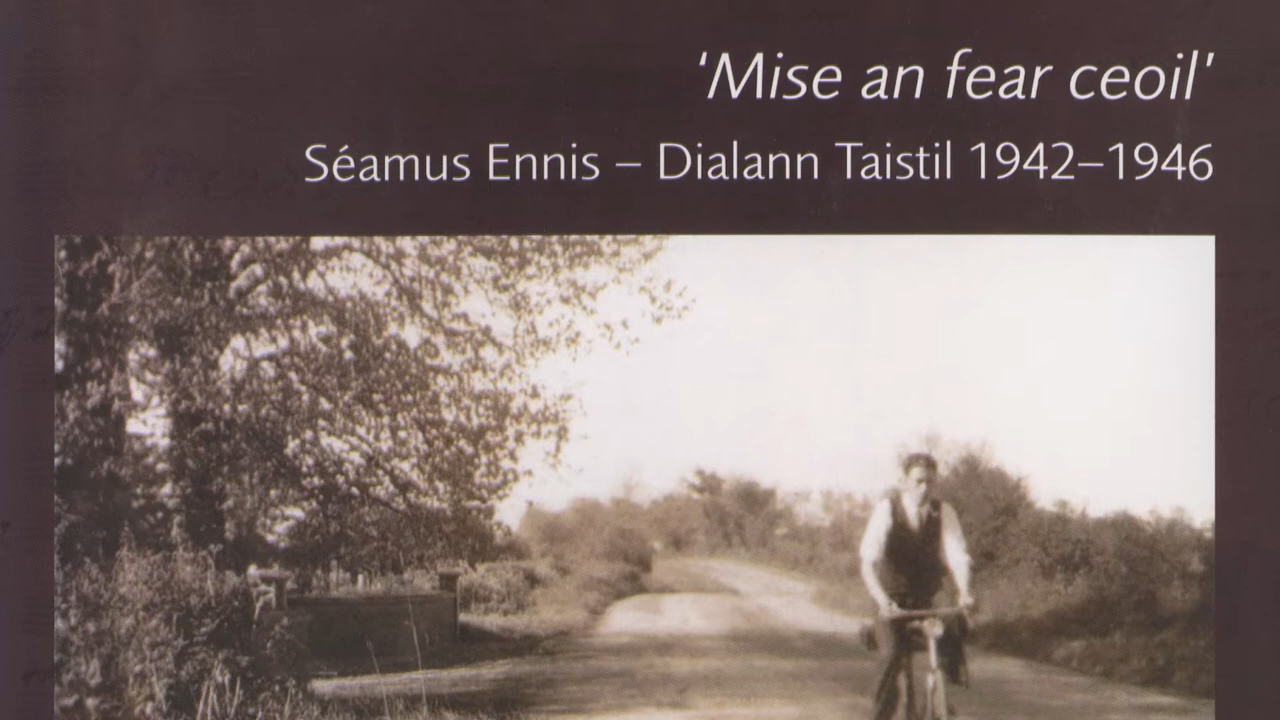 ‘Mise an fear ceoil’
Séamus Ennis – Dialann Taistil 1942–1946